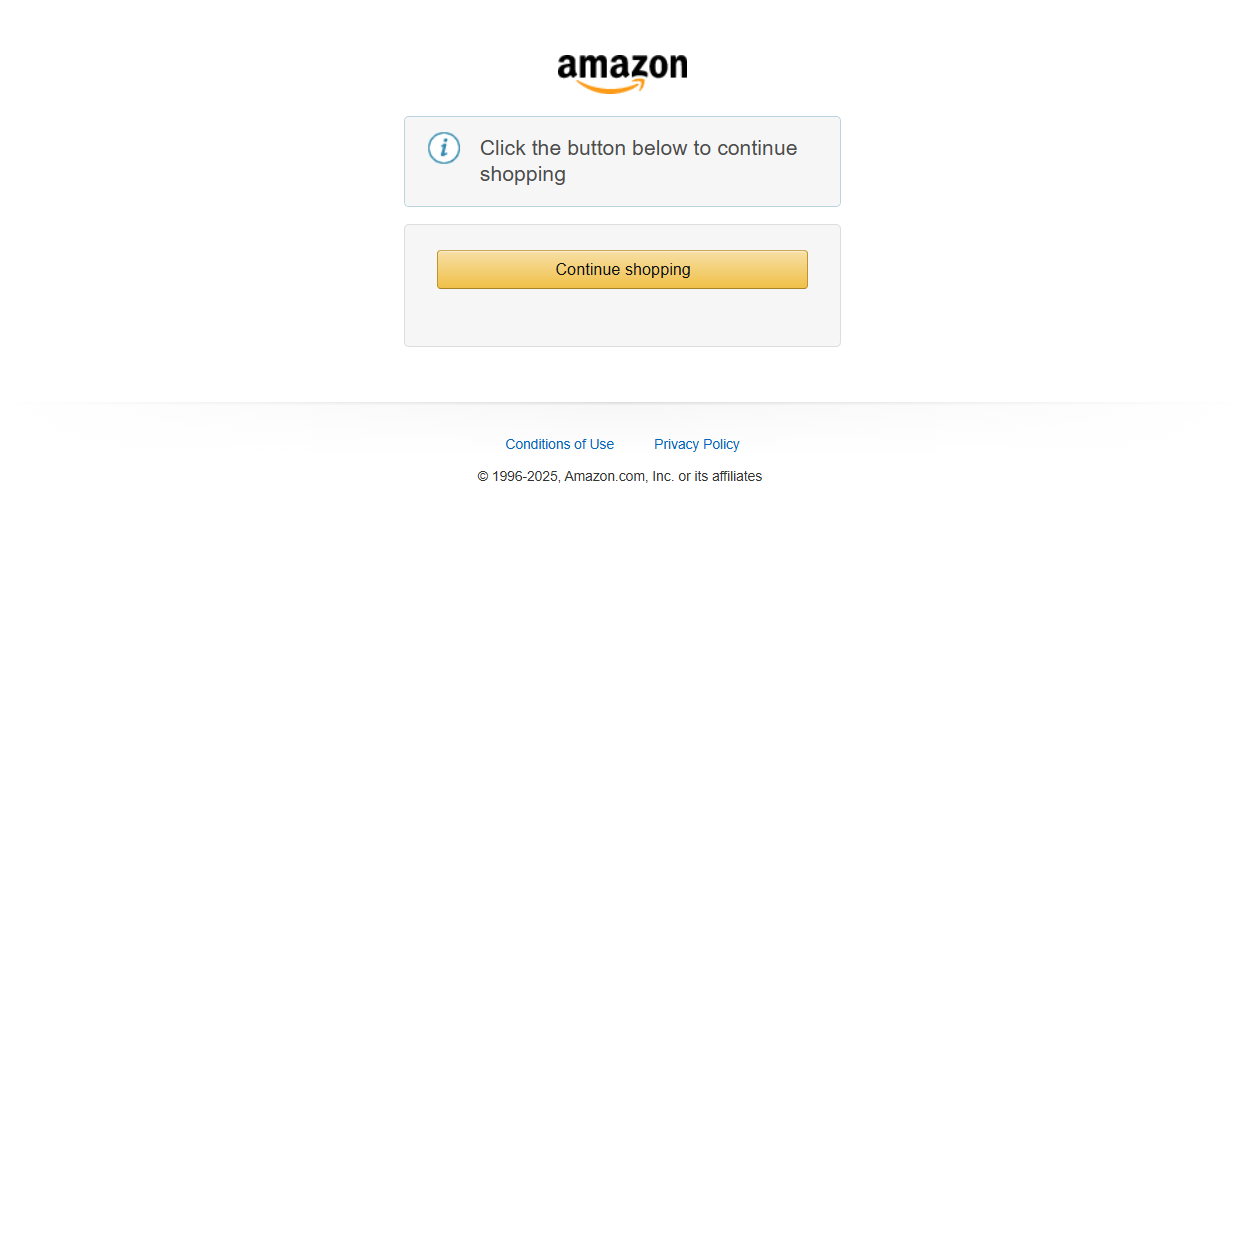 amazon
Click the button below to continue
shopping
Continue shopping
Conditions of Use Privacy Policy
© 1996-2025, Amazon.com, Inc. or its affiliates